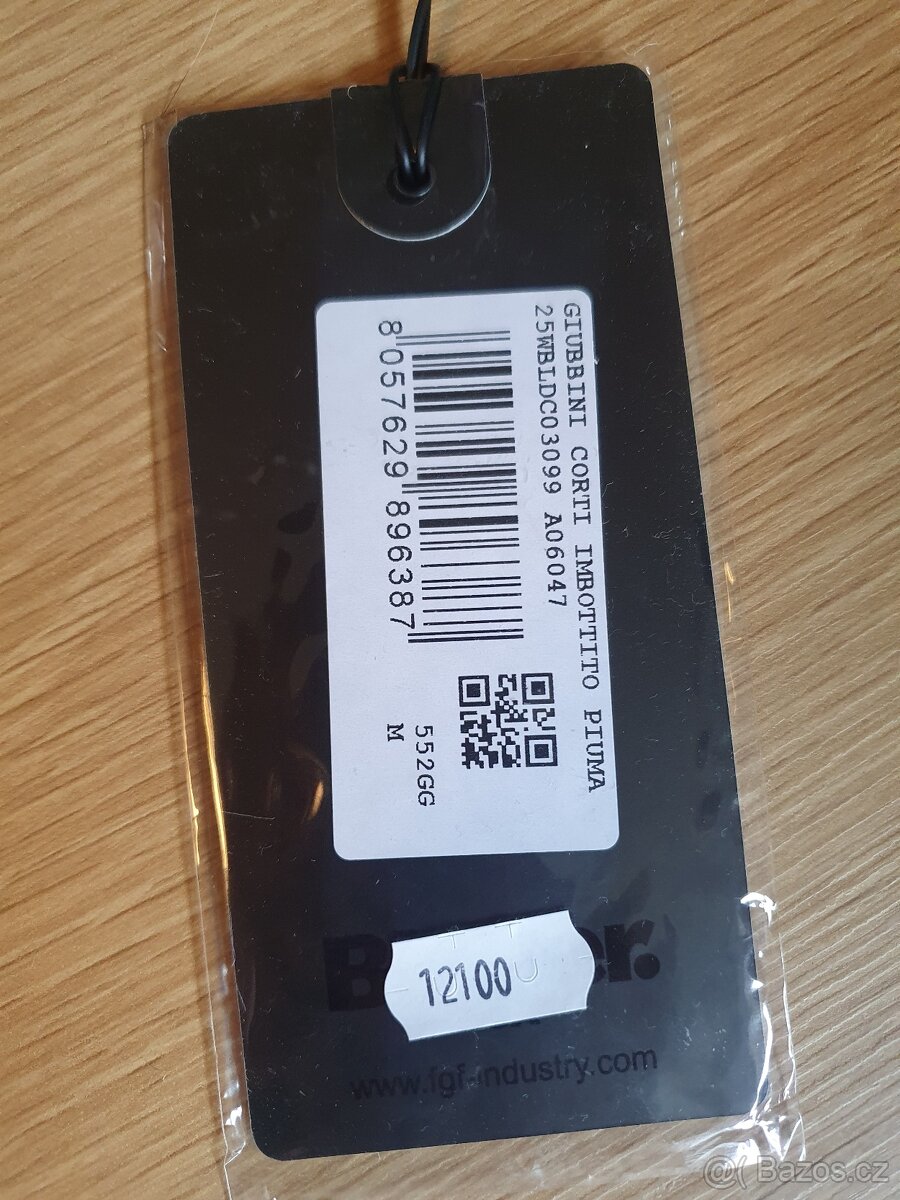 GIUBBINI CORTI IMBOTTITO PIUMA
25WBLDC03099 A06047
8 057629 896387
552GG
M
12100
www.fgf-industry.com
Bazos.cz